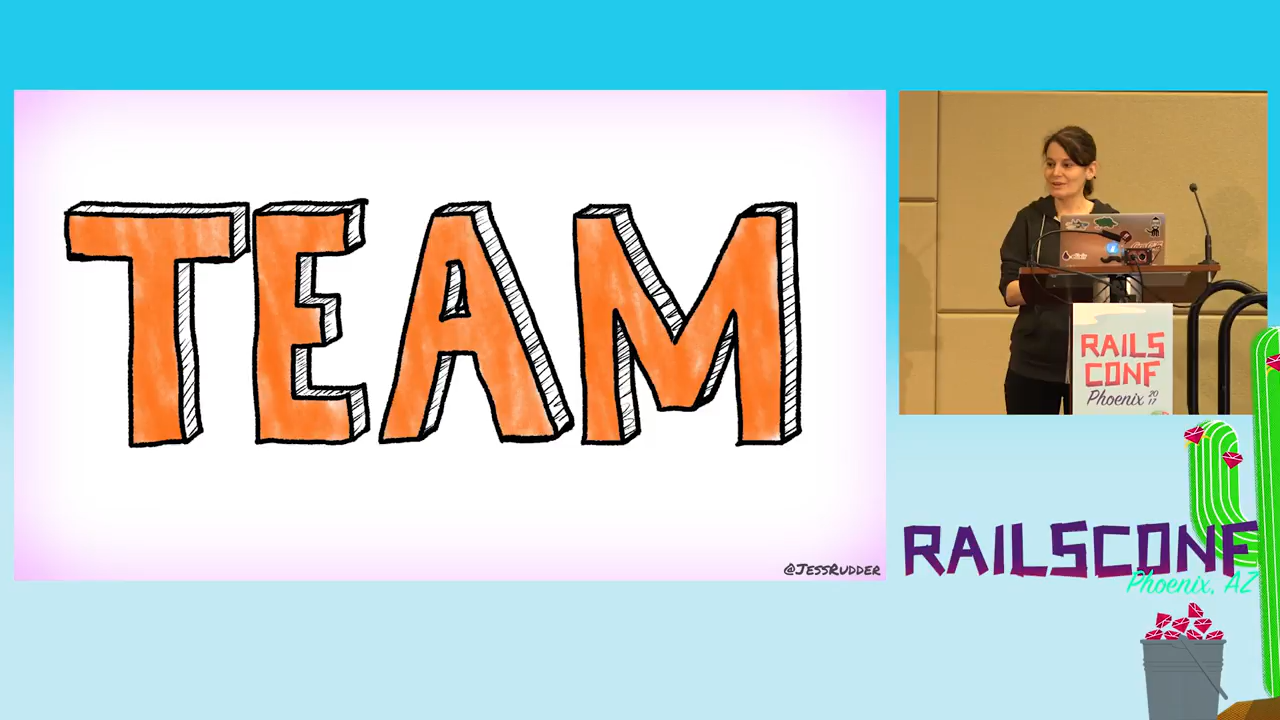 TEAM
@JessRudder
RAILS
CONF
Phoenix 2017
RAILSCONF
Phoenix, AZ